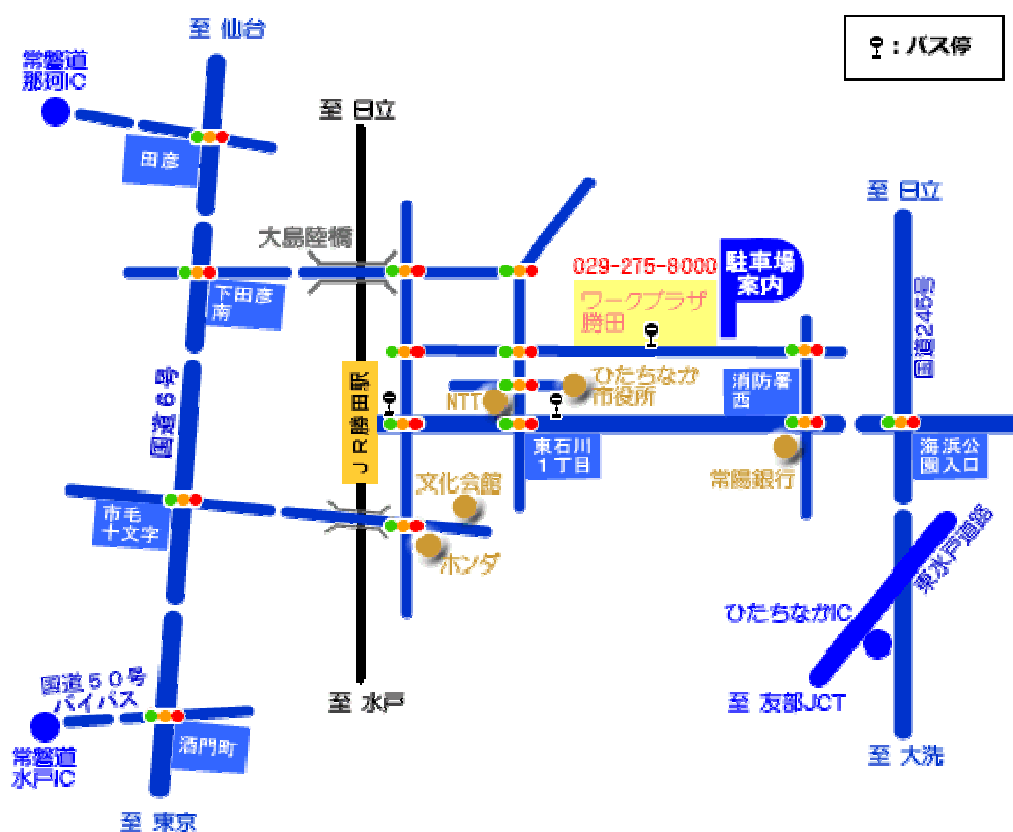 至 仙台
: バス停
常磐道
那珂IC
至 日立
田彦
至 日立
大島陸橋
029-275-8000
駐車場
案内
ワークプラザ
勝田
下田彦
南
国道245号
国道6号
JR勝田駅
ひたちなか
市役所
消防署
西
NTT
東石川
1丁目
海浜公
園入口
文化会館
常陽銀行
市毛
十文字
ホンダ
東水戸道路
ひたちなかIC
国道50号
バイパス
至 水戸
至 友部JCT
酒門町
常磐道
水戸IC
至 大洗
至 東京